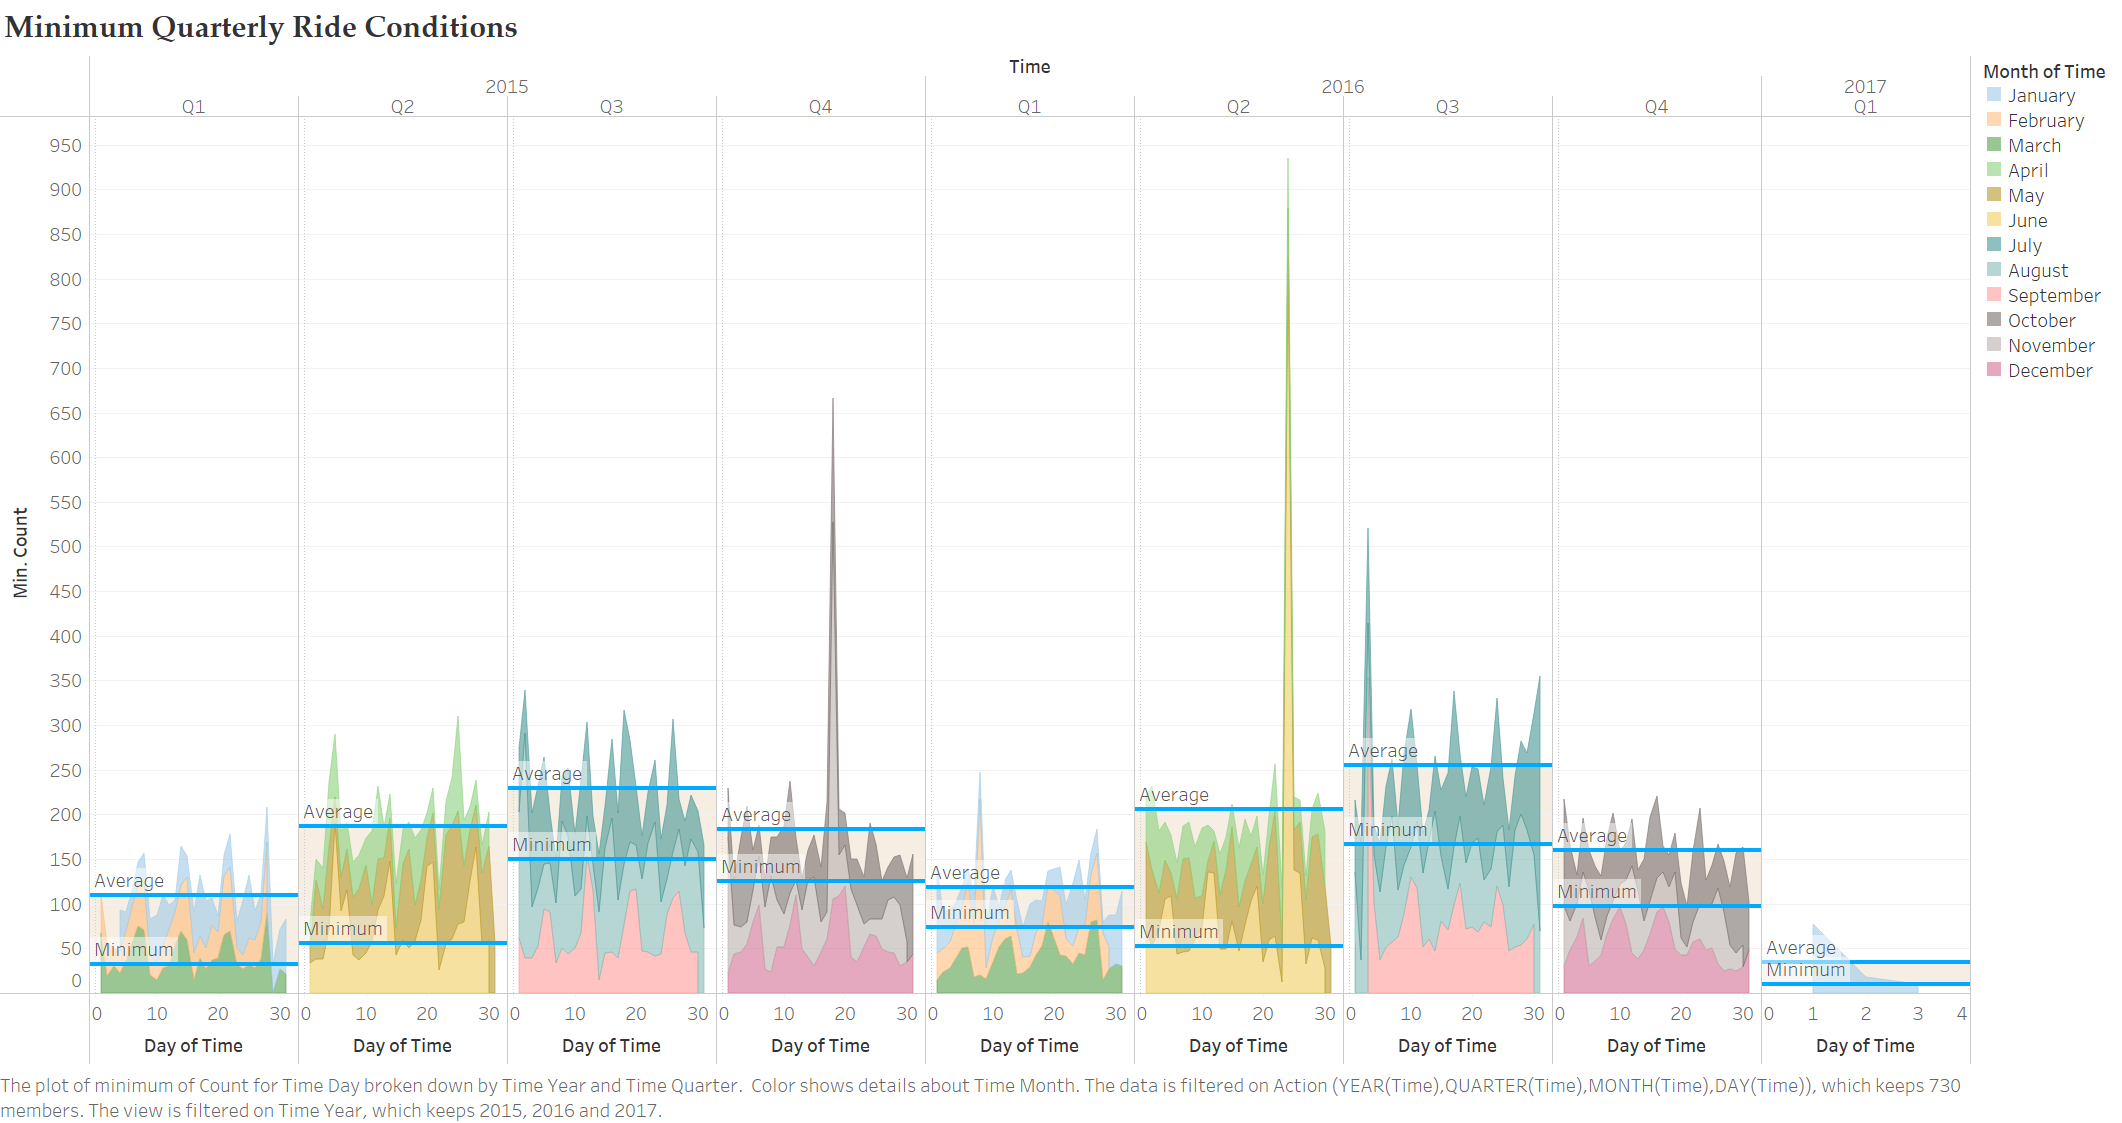 Minimum Quarterly Ride Conditions
Time
2015
2016
2017
Q1
Q2
Q3
Q4
Q1
Q2
Q3
Q4
Q1
Month of Time
January
February
March
April
May
June
July
August
September
October
November
December
Min. Count
950
900
850
800
750
700
650
600
550
500
450
400
350
300
250
200
150
100
50
0
Average
Minimum
Average
Minimum
Average
Minimum
Average
Minimum
Average
Minimum
Average
Minimum
Average
Minimum
Average
Minimum
Average
Minimum
0 10 20 30
0 10 20 30
0 10 20 30
0 10 20 30
0 10 20 30
0 10 20 30
0 10 20 30
0 10 20 30
0 1 2 3 4
Day of Time
Day of Time
Day of Time
Day of Time
Day of Time
Day of Time
Day of Time
Day of Time
Day of Time
The plot of minimum of Count for Time Day broken down by Time Year and Time Quarter.  Color shows details about Time Month. The data is filtered on Action (YEAR(Time),QUARTER(Time),MONTH(Time),DAY(Time)), which keeps 730
members. The view is filtered on Time Year, which keeps 2015, 2016 and 2017.